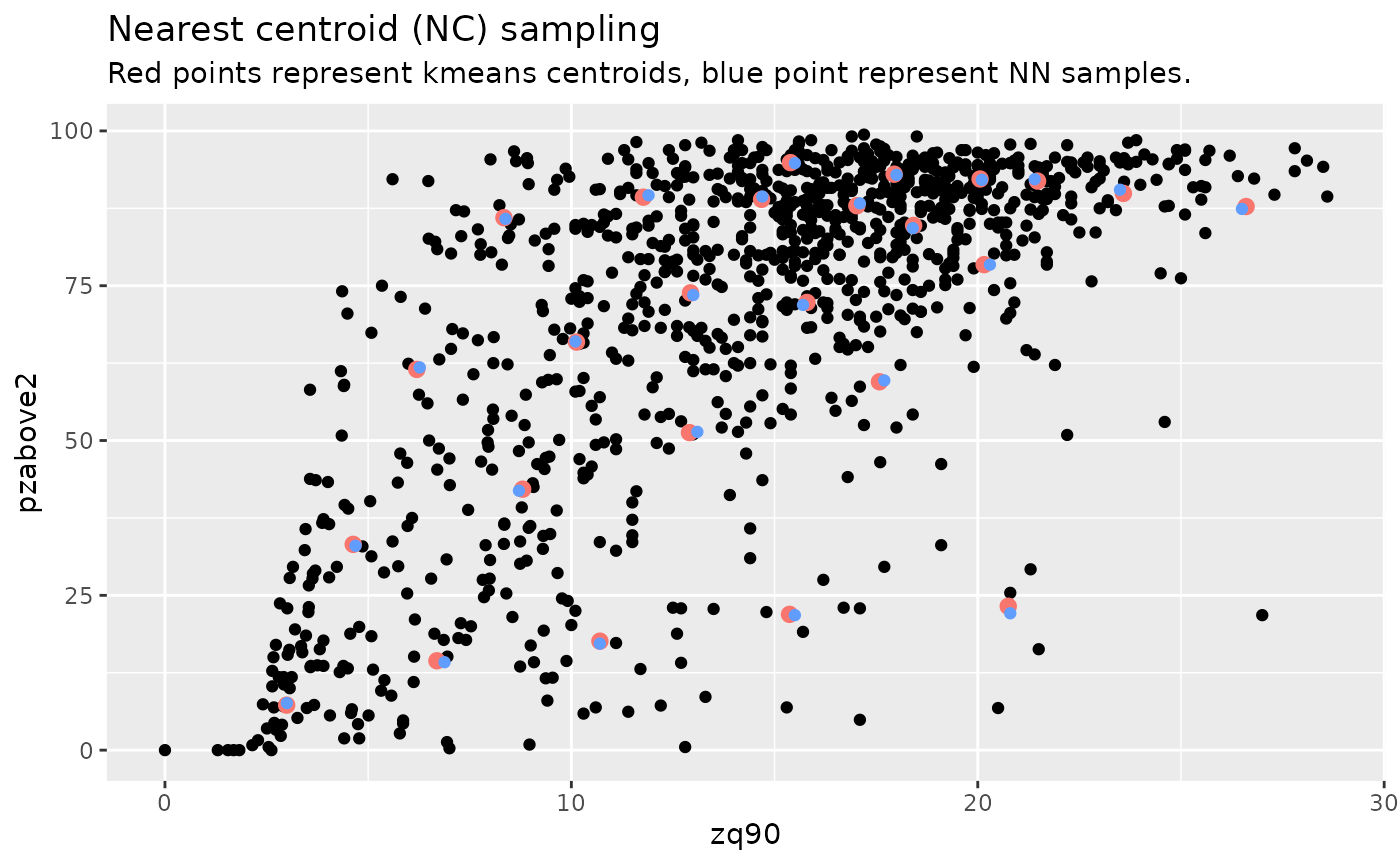 Nearest centroid (NC) sampling
Red points represent kmeans centroids, blue point represent NN samples.
pzabove2
100
75
50
25
0
0 10 20 30
zq90